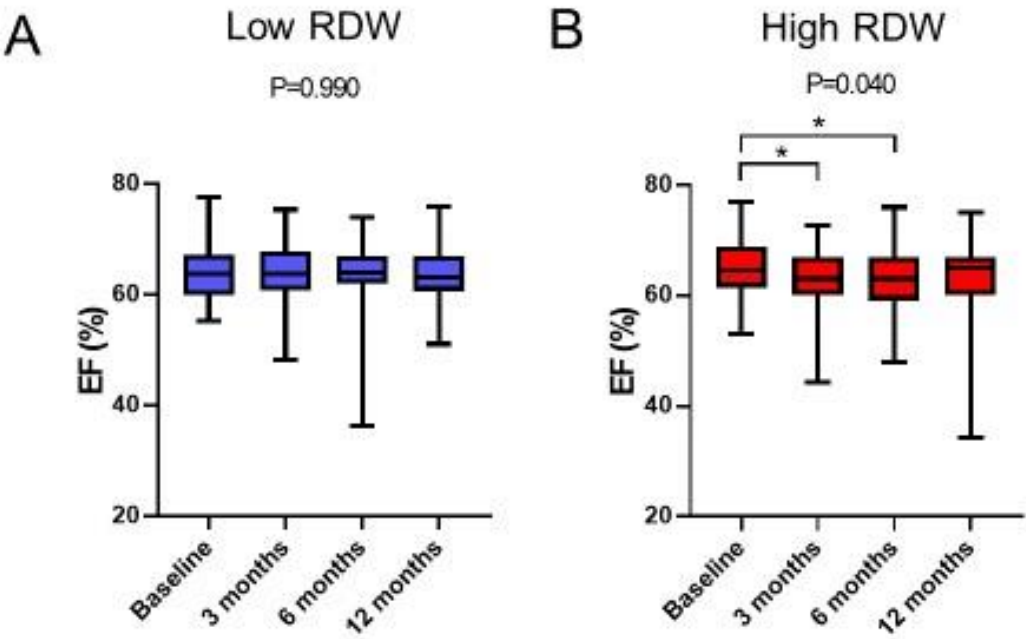 A
Low RDW
P=0.990
EF (%)
80
60
40
20
Baseline
3 months
6 months
12 months
B
High RDW
P=0.040
*
*
EF (%)
80
60
40
20
Baseline
3 months
6 months
12 months